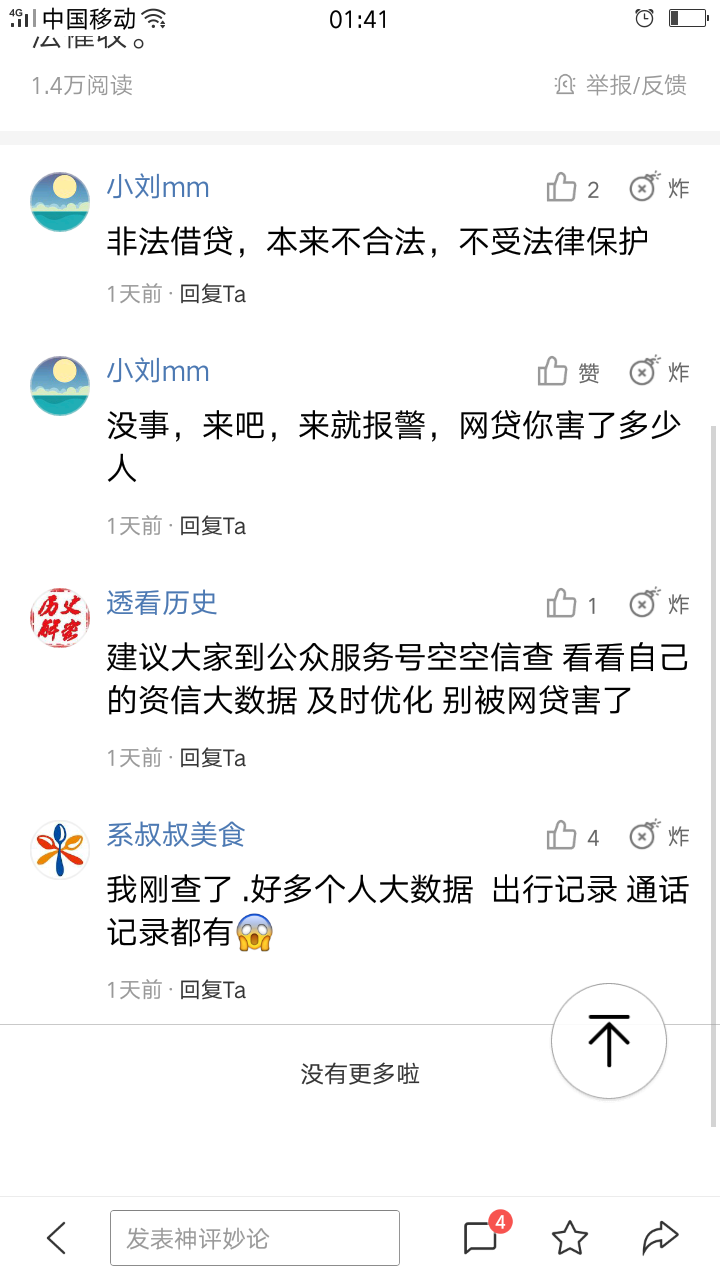 4G 中国移动 01:41
法催收。
1.4万阅读 举报/反馈
小刘mm 2 炸
非法借贷，本来不合法，不受法律保护
1天前 · 回复Ta
小刘mm 赞 炸
没事，来吧，来就报警，网贷你害了多少
人
1天前 · 回复Ta
历史
解密
透看历史 1 炸
建议大家到公众服务号空空信查 看看自己
的资信大数据 及时优化 别被网贷害了
1天前 · 回复Ta
系叔叔美食 4 炸
我刚查了 .好多个人大数据 出行记录 通话
记录都有😱
1天前 · 回复Ta
没有更多啦
发表神评妙论 4